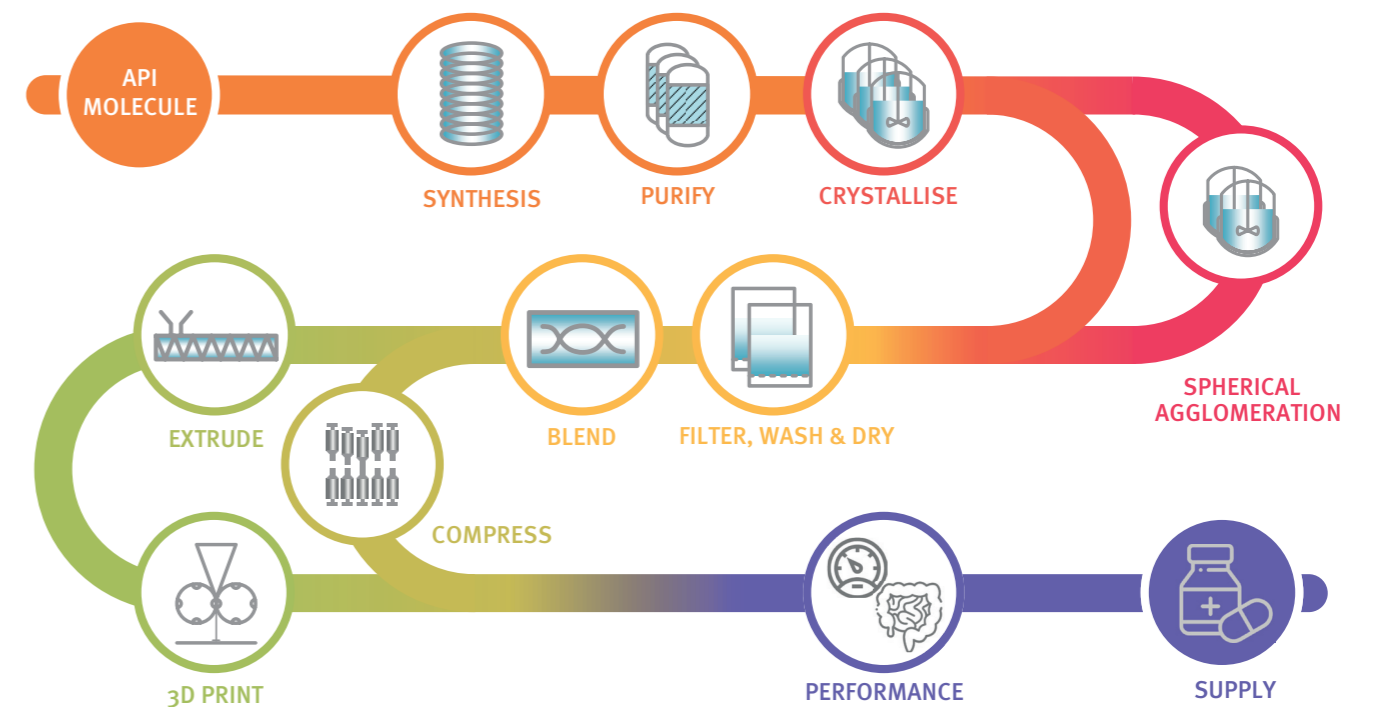 API
MOLECULE
SYNTHESIS
PURIFY
CRYSTALLISE
SPHERICAL
AGGLOMERATION
FILTER, WASH & DRY
BLEND
EXTRUDE
COMPRESS
3D PRINT
PERFORMANCE
SUPPLY